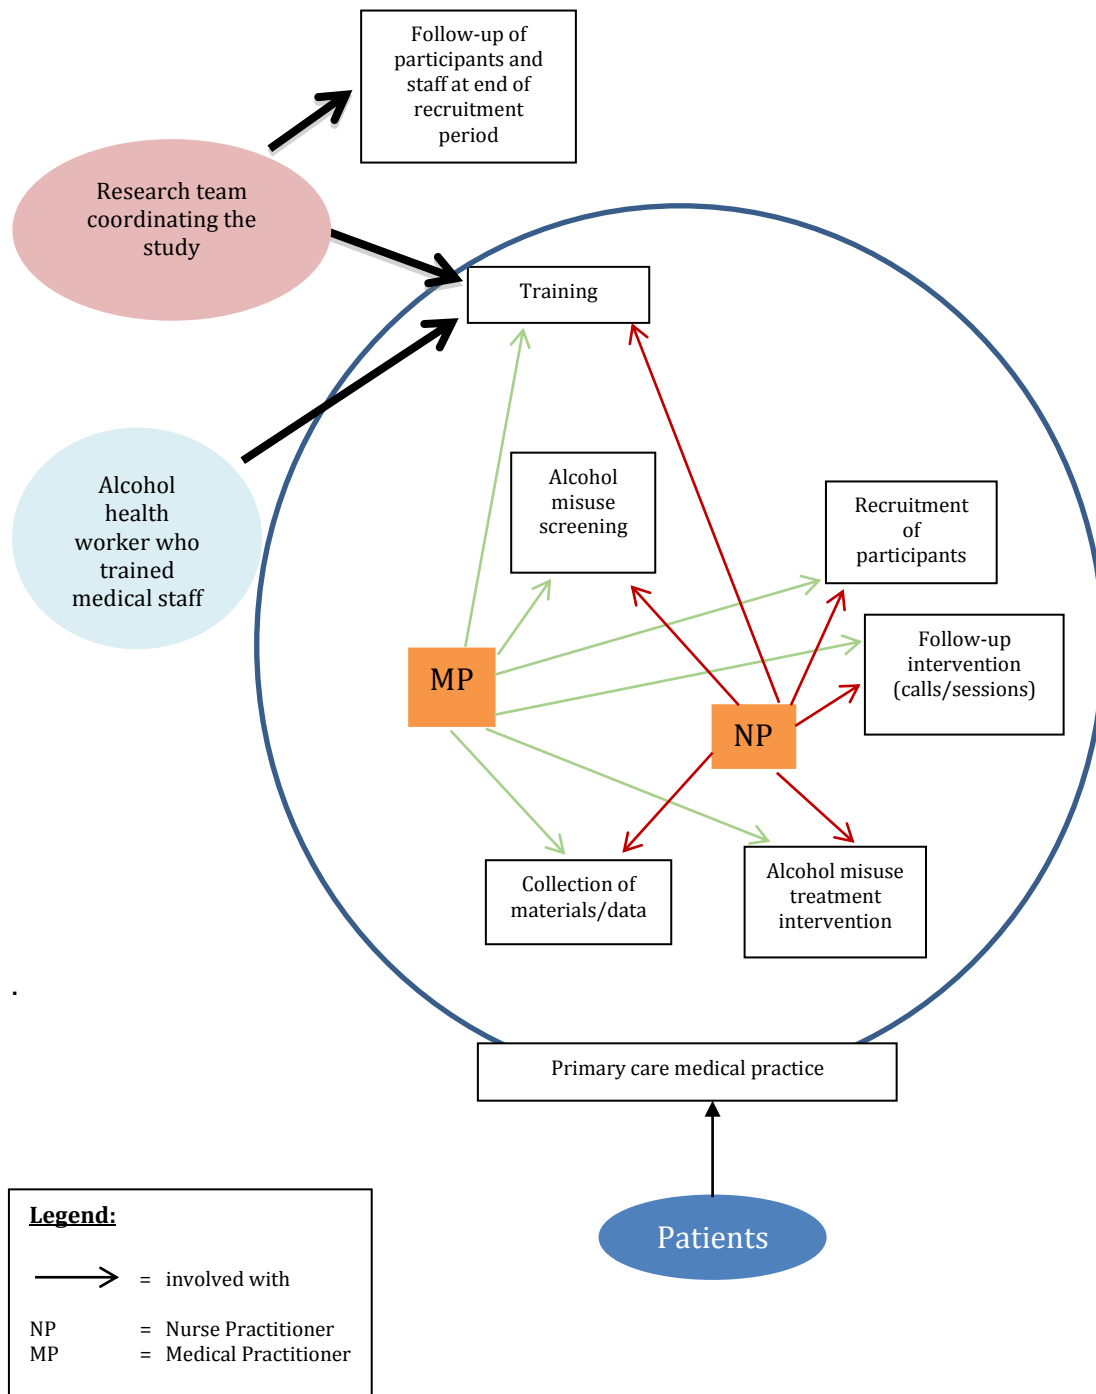 Follow-up of
participants and
staff at end of
recruitment
period
Research team
coordinating the
study
Training
Alcohol
health
worker who
trained
medical staff
Alcohol
misuse
screening
Recruitment
of
participants
Follow-up
intervention
(calls/sessions)
MP
NP
Collection of
materials/data
Alcohol misuse
treatment
intervention
.
Primary care medical practice
Patients
Legend:
= involved with
NP = Nurse Practitioner
MP = Medical Practitioner